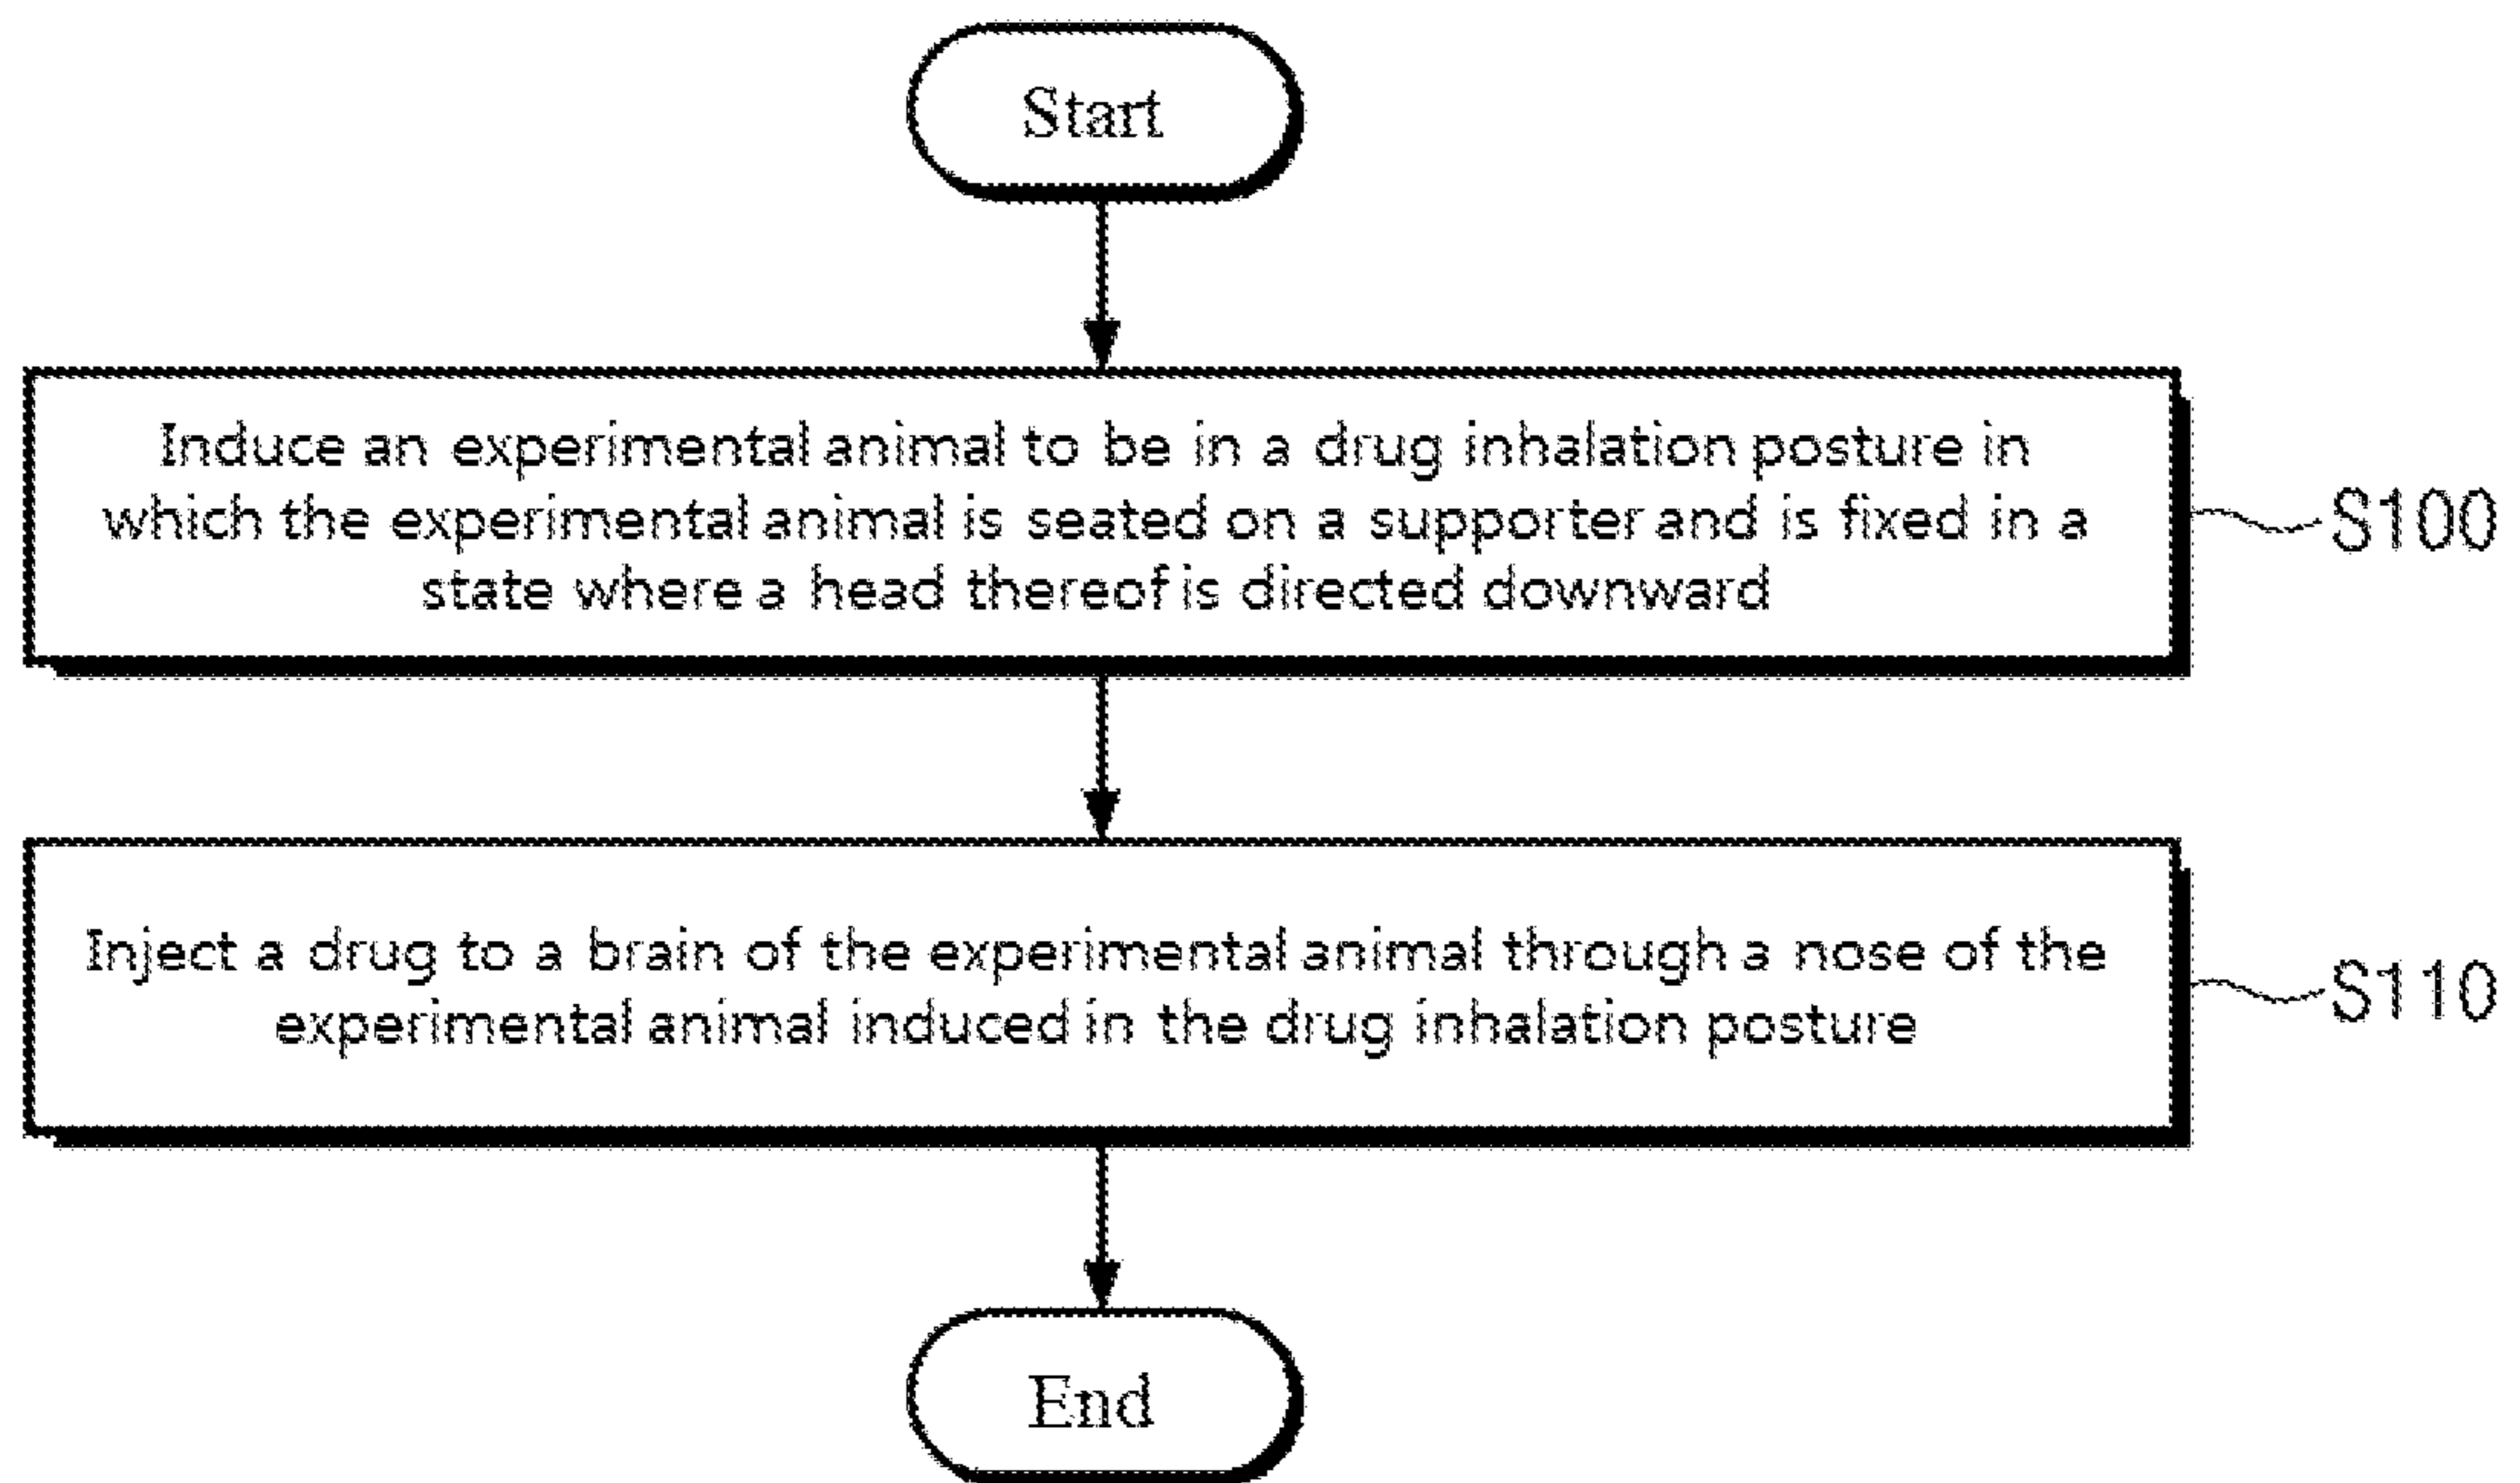 Start
Induce an experimental animal to be in a drug inhalation posture in
which the experimental animal is seated on a supporter and is fixed in a
state where a head thereof is directed downward
S100
Inject a drug to a brain of the experimental animal through a nose of the
experimental animal induced in the drug inhalation posture
S110
End